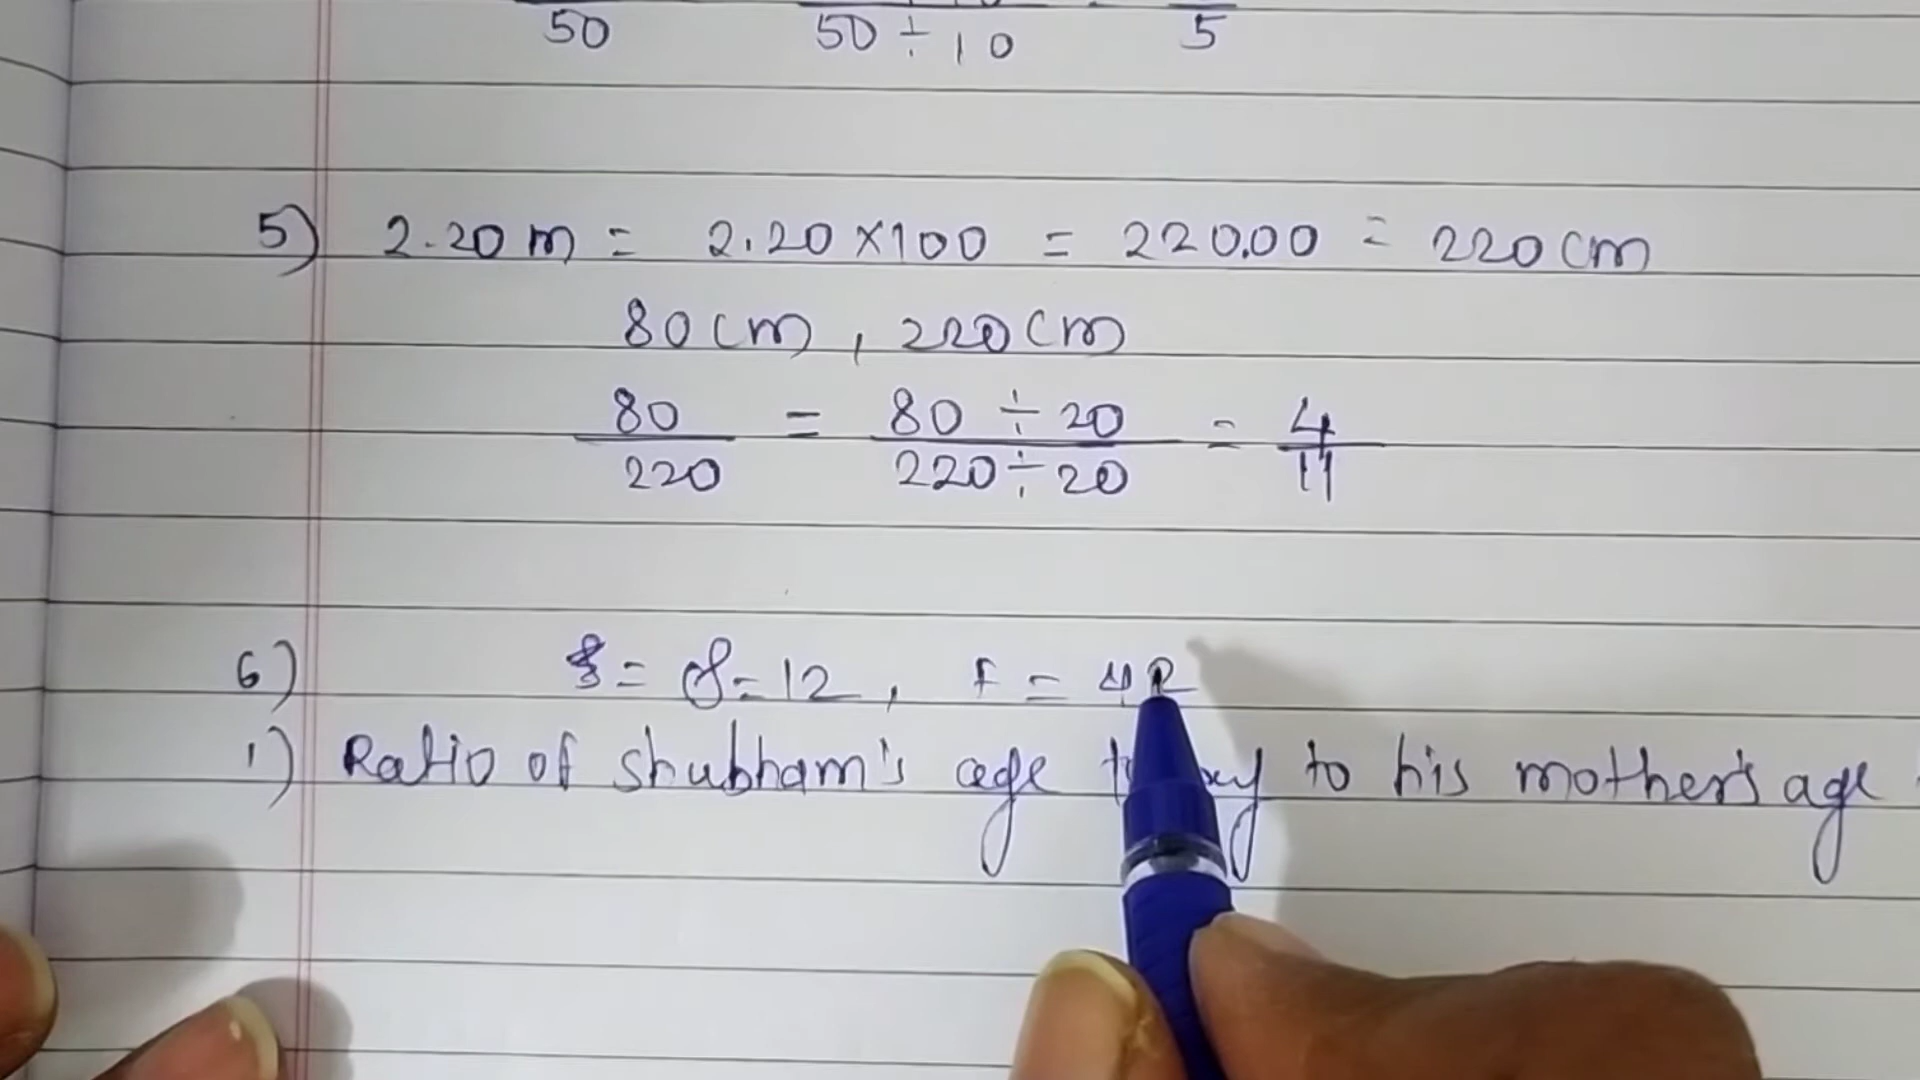 50 50 ÷ 10 5
5) 2.20 m = 2.20 × 100 = 220.00 = 220 cm
80 cm, 220 cm
80 = 80 ÷ 20 = 4
220 220 ÷ 20 11
6) S = 12, F = 42
1) Ratio of shubham's age to his mother's age